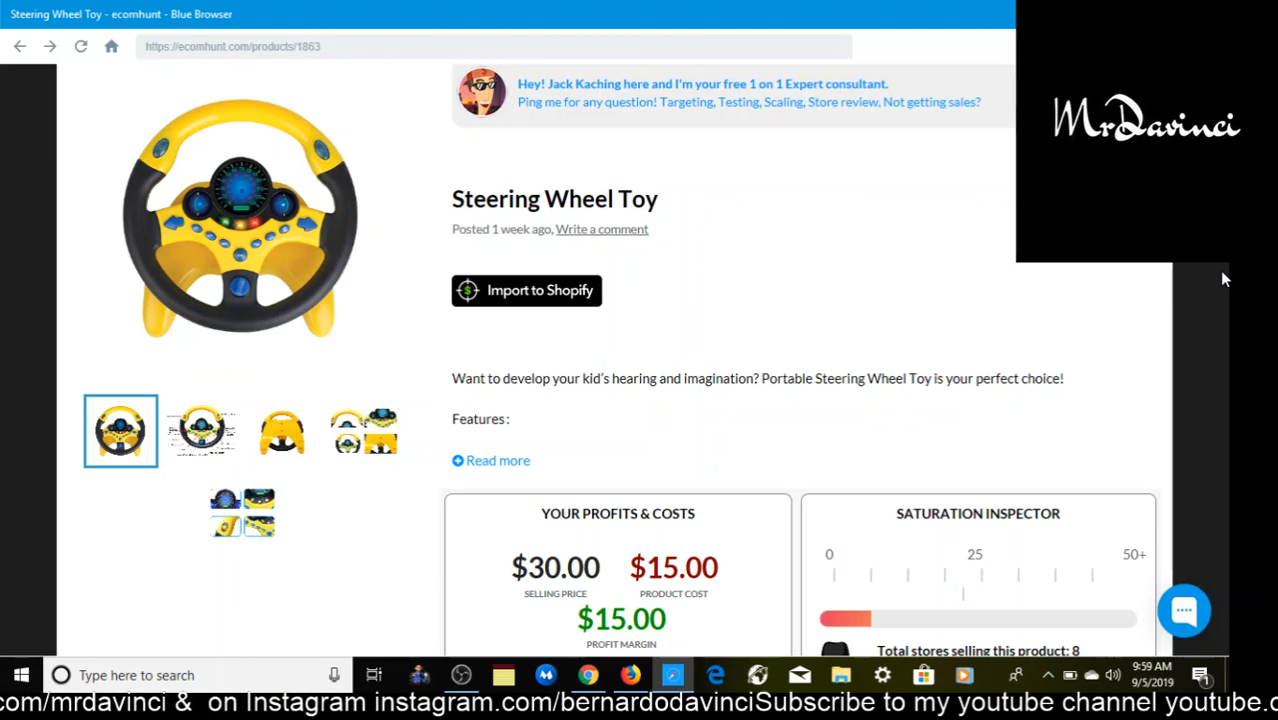 Steering Wheel Toy - ecomhunt - Blue Browser
https://ecomhunt.com/products/1863
MrDavinci
Hey! Jack Kaching here and I'm your free 1 on 1 Expert consultant.
Ping me for any question! Targeting, Testing, Scaling, Store review, Not getting sales?
Steering Wheel Toy
Posted 1 week ago, Write a comment
Import to Shopify
Want to develop your kid's hearing and imagination? Portable Steering Wheel Toy is your perfect choice!
Features:
Read more
YOUR PROFITS & COSTS
$30.00 $15.00
SELLING PRICE PRODUCT COST
$15.00
PROFIT MARGIN
SATURATION INSPECTOR
0 25 50+
Total stores selling this product: 8
Type here to search
9:59 AM
9/5/2019
com/mrdavinci & on Instagram instagram.com/bernardodavinciSubscribe to my youtube channel youtube.c